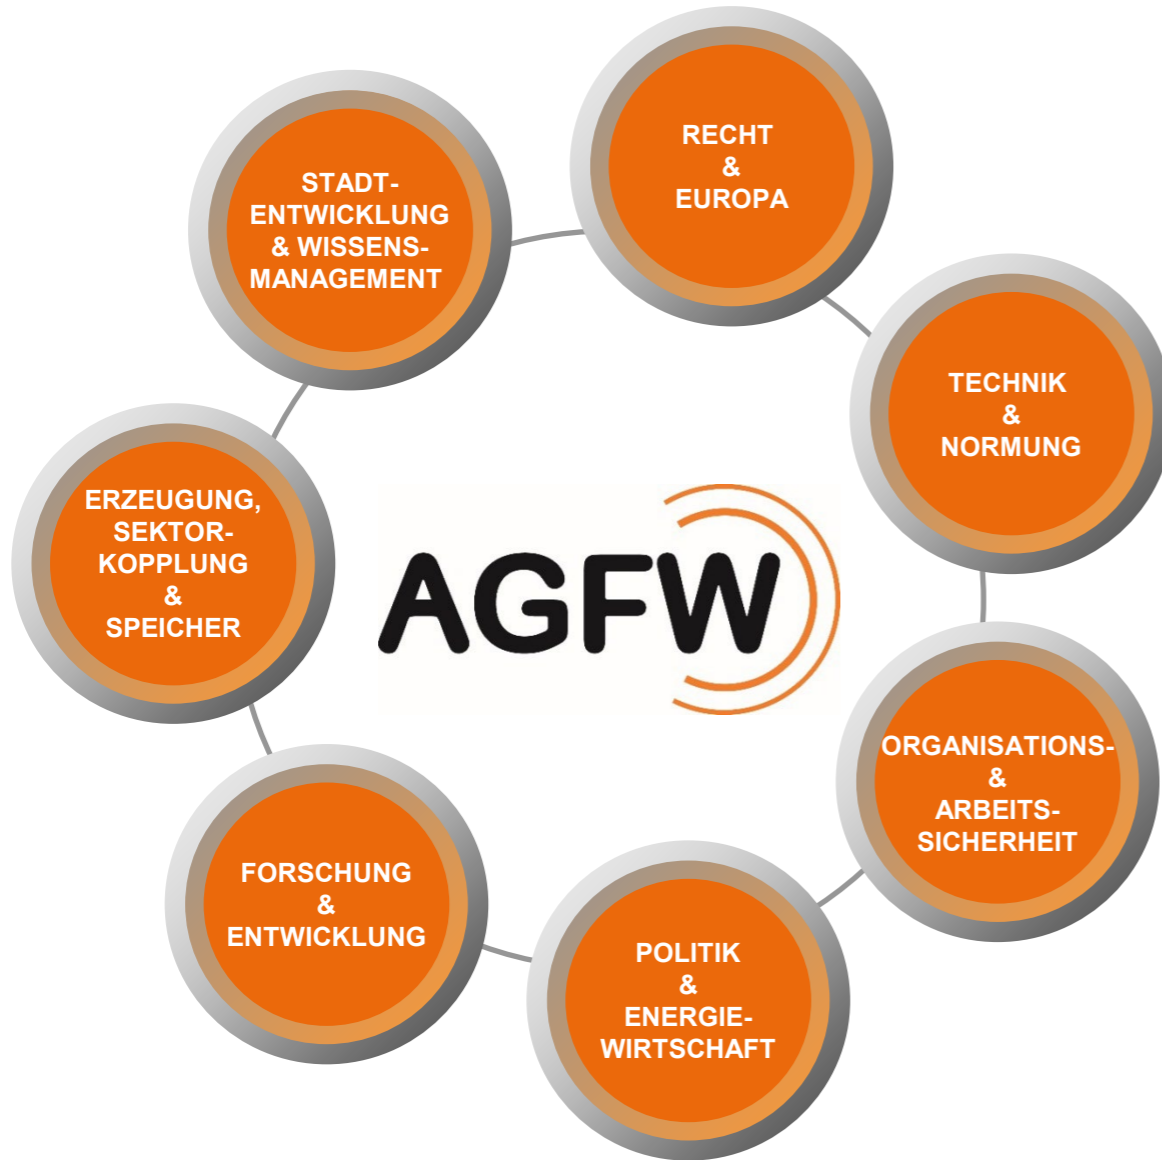 RECHT
&
EUROPA
STADT-
ENTWICKLUNG
& WISSENS-
MANAGEMENT
TECHNIK
&
NORMUNG
ERZEUGUNG,
SEKTOR-
KOPPLUNG
&
SPEICHER
AGFW
ORGANISATIONS-
&
ARBEITS-
SICHERHEIT
FORSCHUNG
&
ENTWICKLUNG
POLITIK
&
ENERGIE-
WIRTSCHAFT